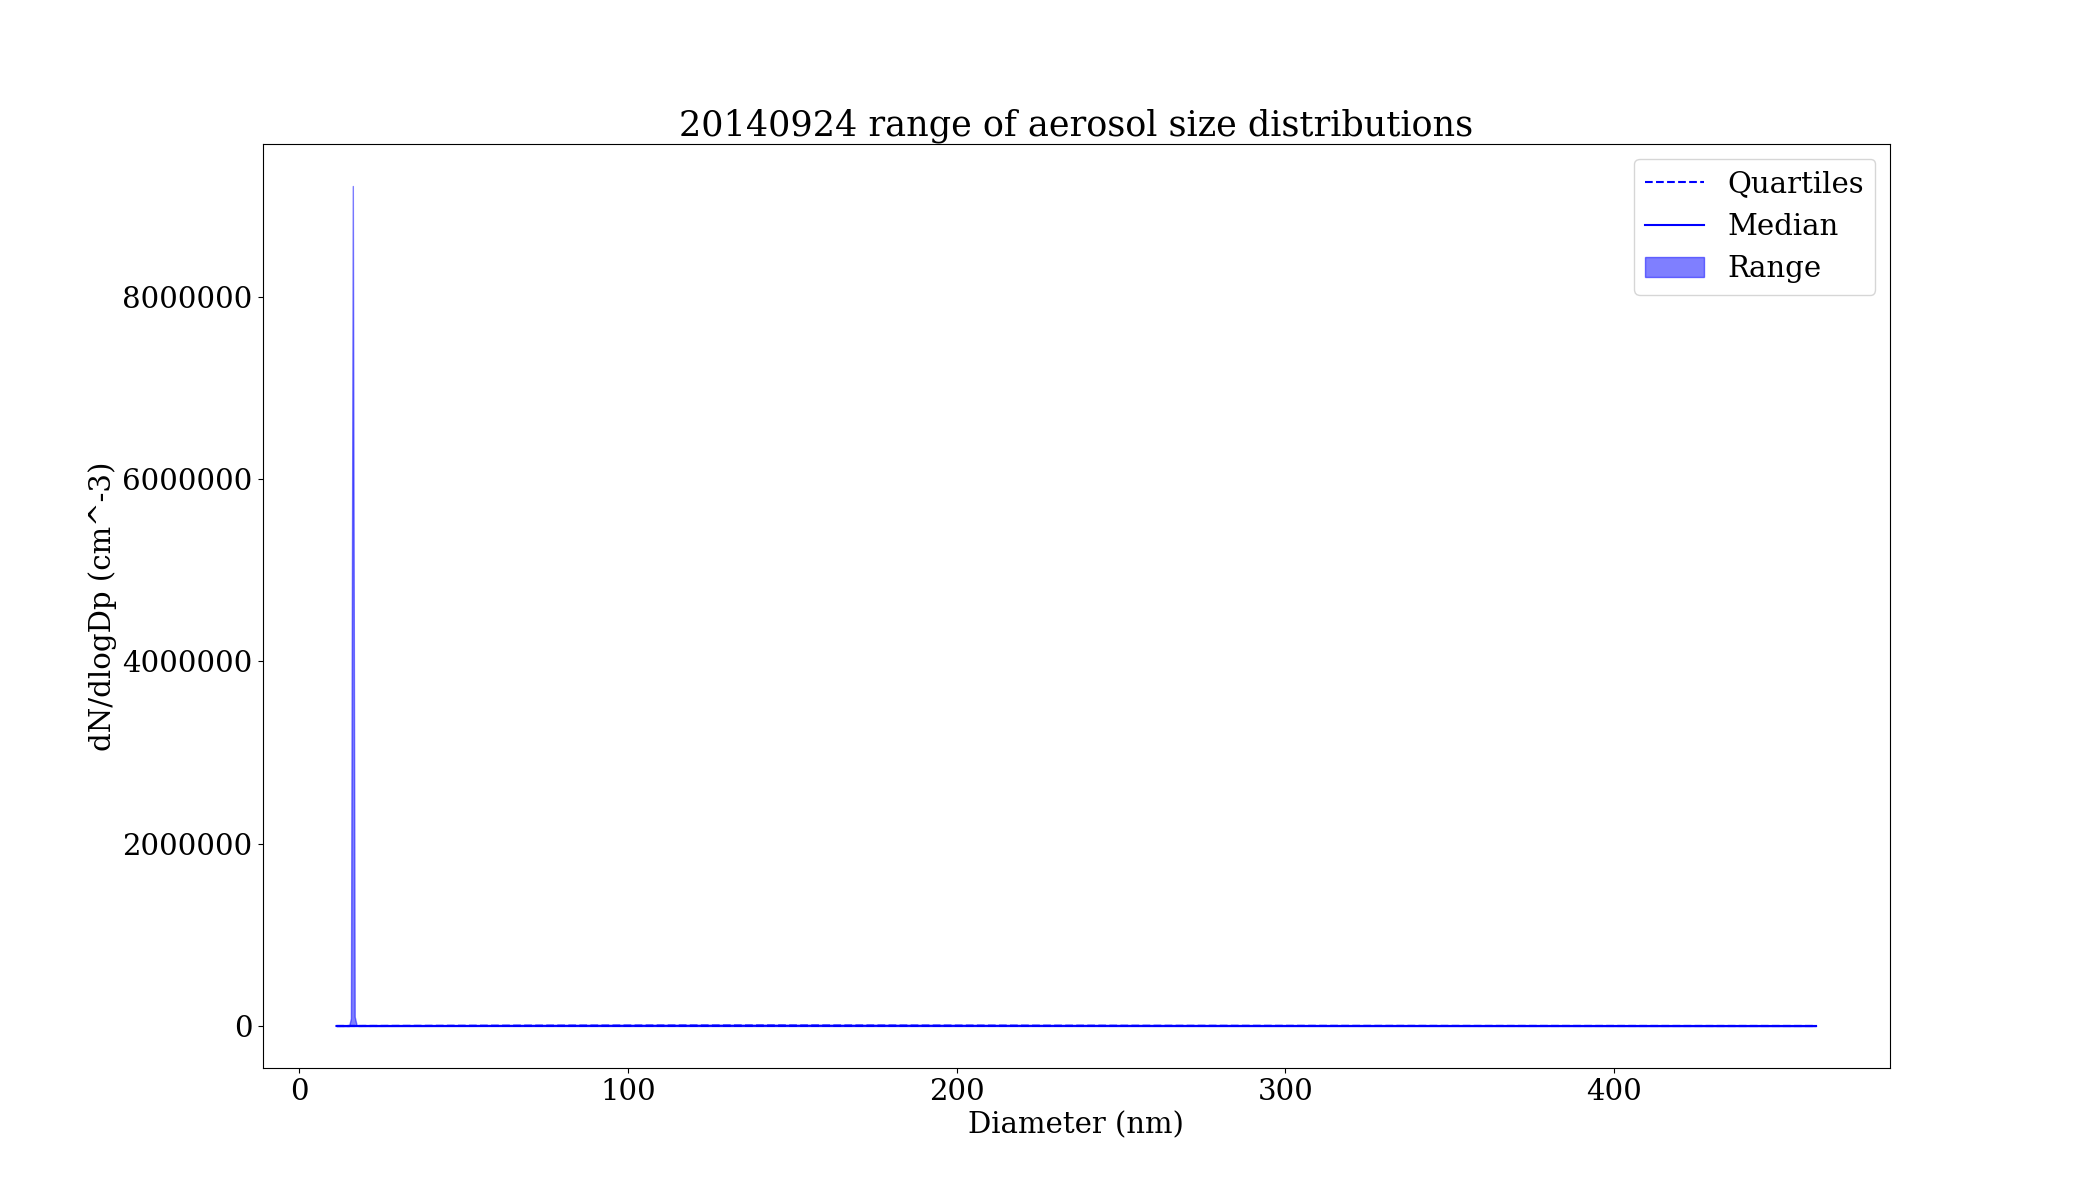 20140924 range of aerosol size distributions
Quartiles
Median
Range
8000000
6000000
4000000
2000000
0
dN/dlogDp (cm^-3)
0 100 200 300 400
Diameter (nm)